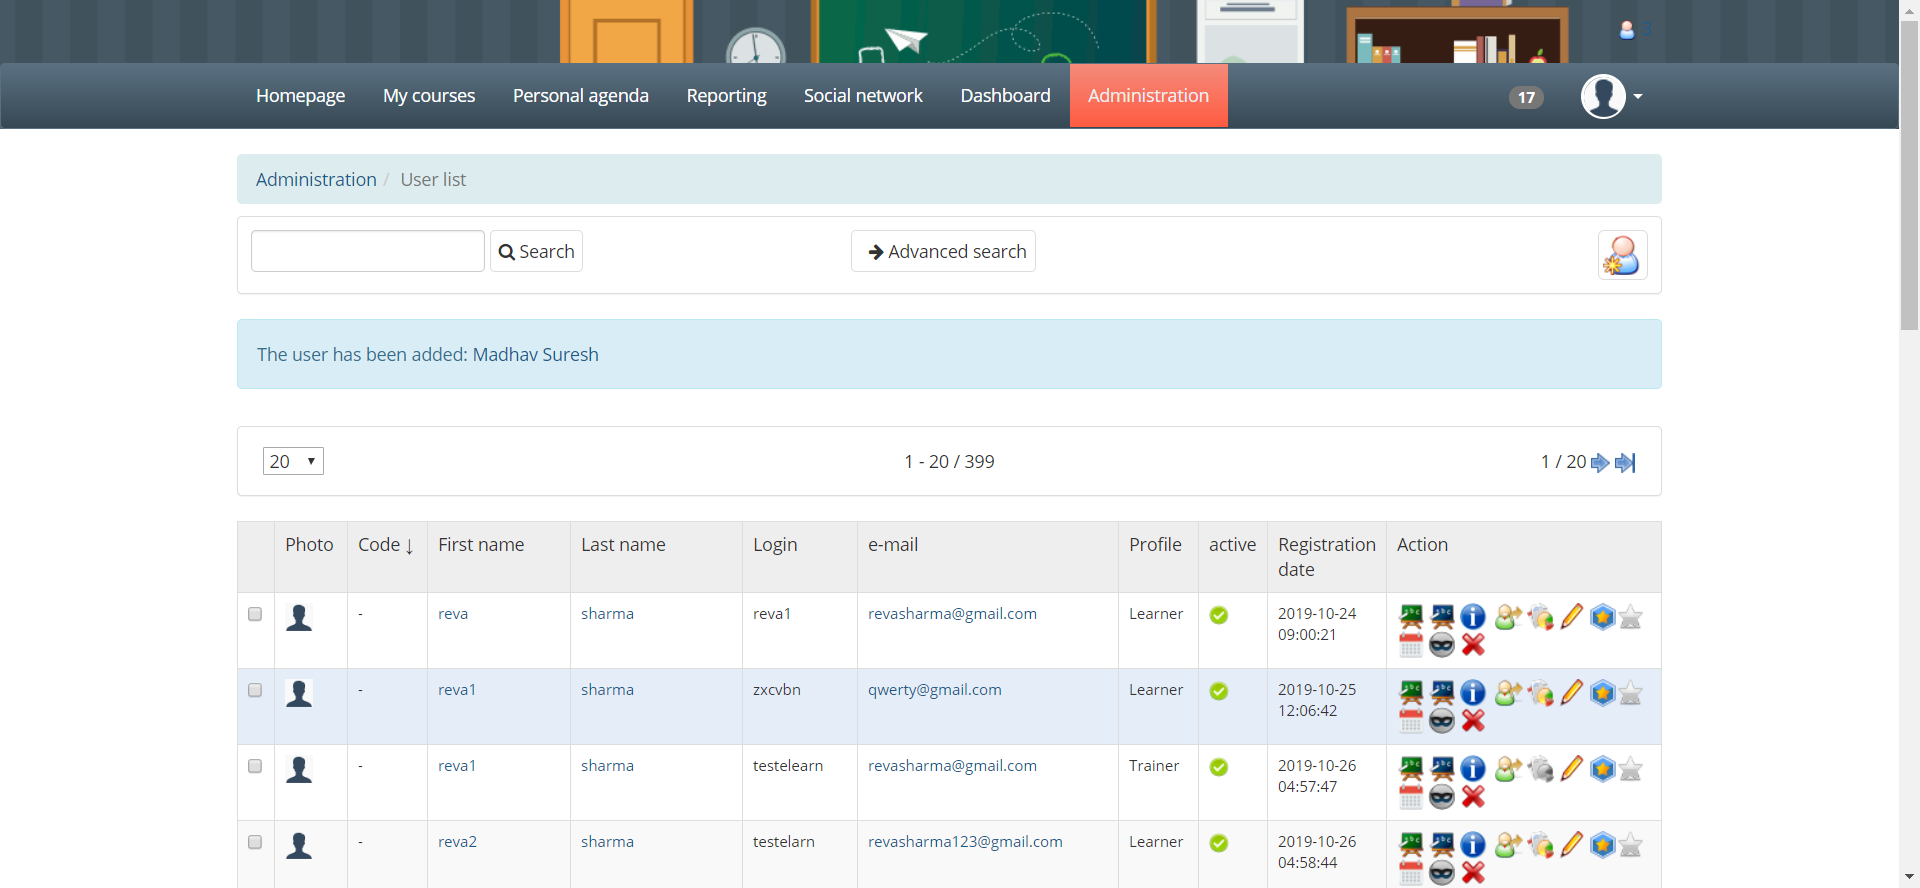 Homepage My courses Personal agenda Reporting Social network Dashboard Administration 17
Administration / User list
Search Advanced search
The user has been added: Madhav Suresh
20 1 - 20 / 399 1 / 20
Photo Code ↓ First name Last name Login e-mail Profile active Registration date Action
- reva sharma reva1 revasharma@gmail.com Learner 2019-10-24
09:00:21
- reva1 sharma zxcvbn qwerty@gmail.com Learner 2019-10-25
12:06:42
- reva1 sharma testelearn revasharma@gmail.com Trainer 2019-10-26
04:57:47
- reva2 sharma testelarn revasharma123@gmail.com Learner 2019-10-26
04:58:44